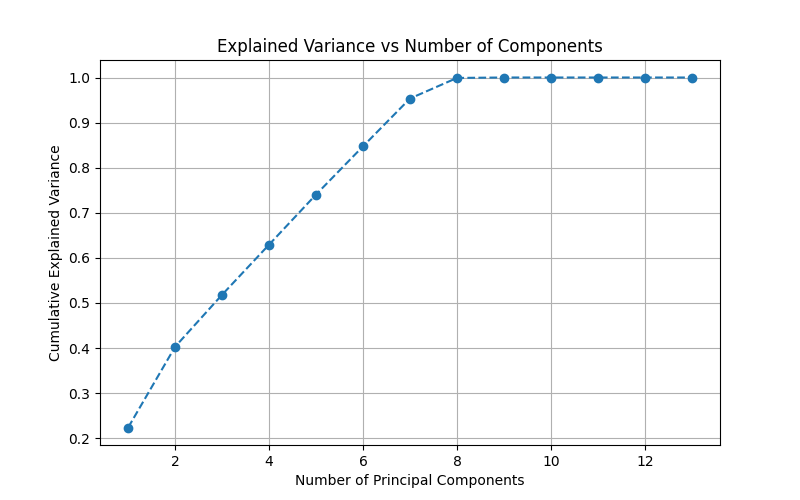 Explained Variance vs Number of Components
Cumulative Explained Variance
1.0
0.9
0.8
0.7
0.6
0.5
0.4
0.3
0.2
2 4 6 8 10 12
Number of Principal Components